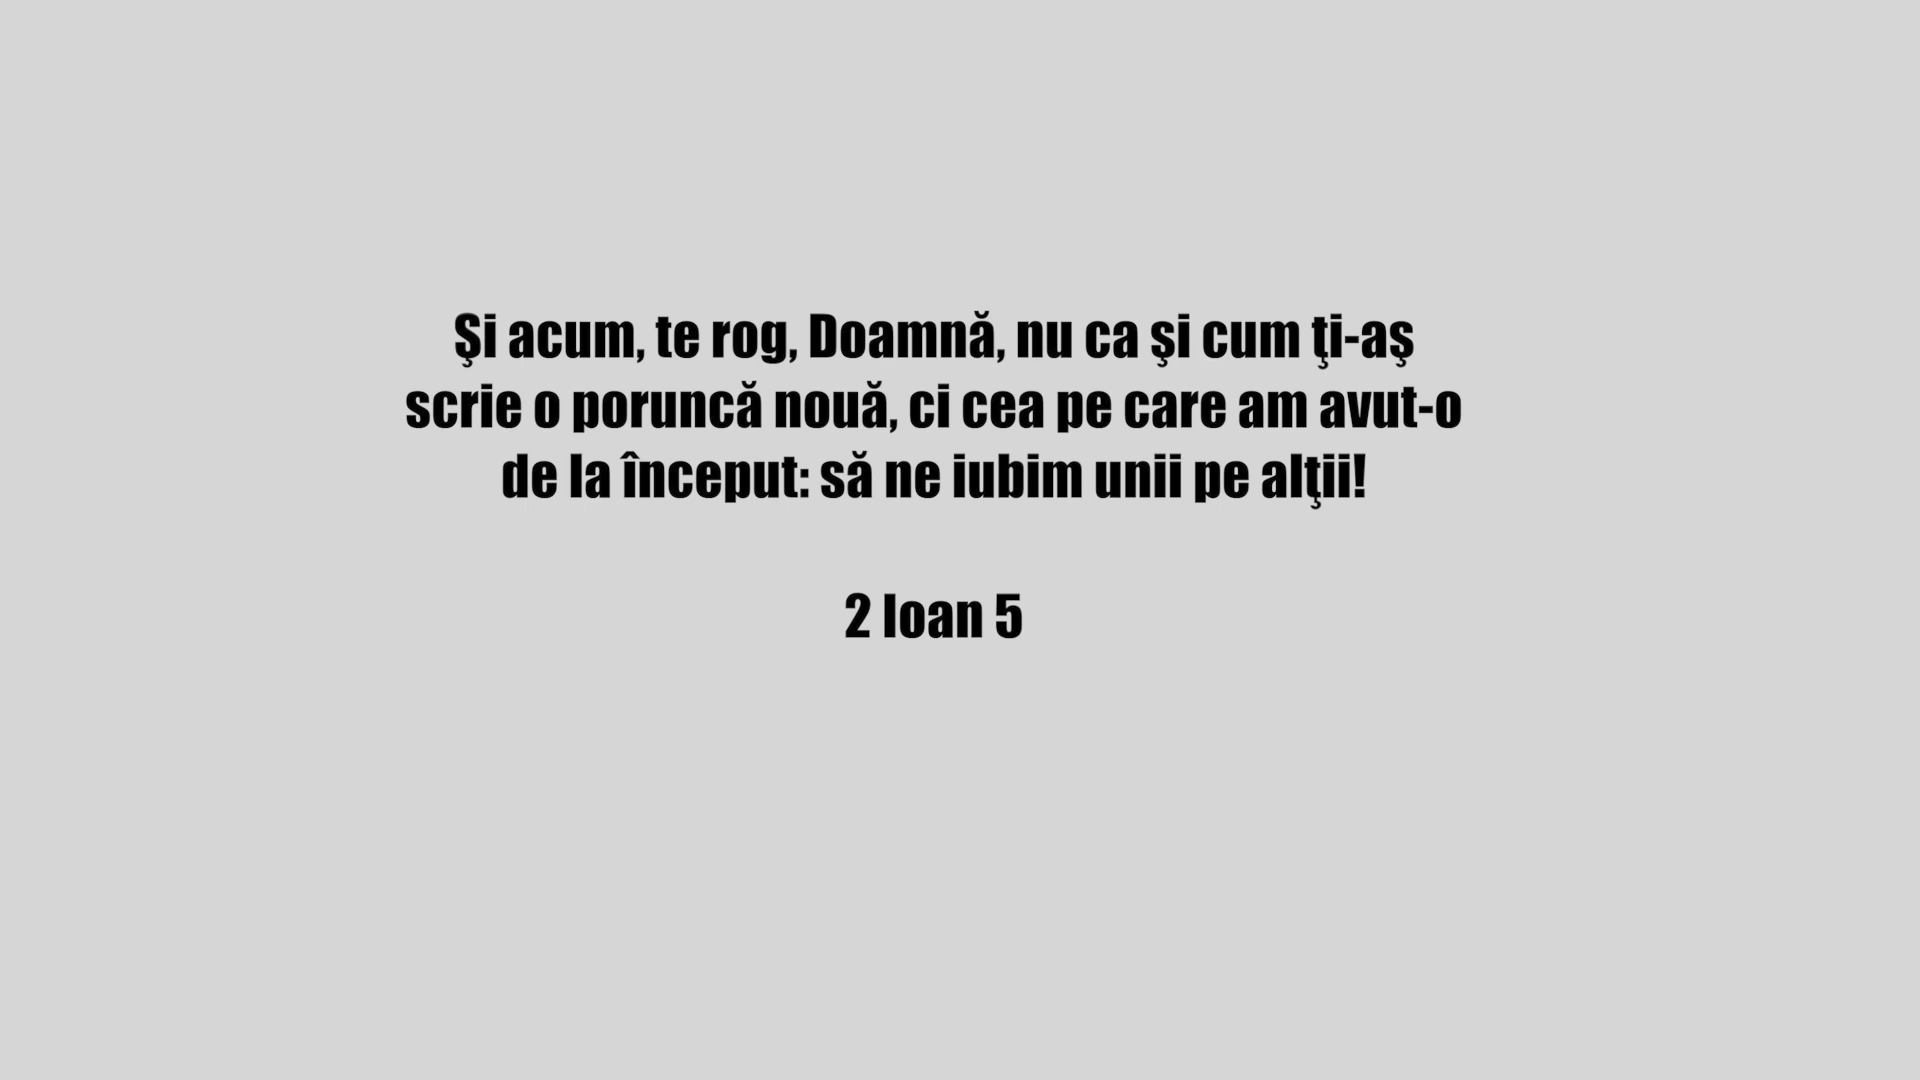 Şi acum, te rog, Doamnă, nu ca şi cum ţi-aş
scrie o poruncă nouă, ci cea pe care am avut-o
de la început: să ne iubim unii pe alţii!
2 Ioan 5